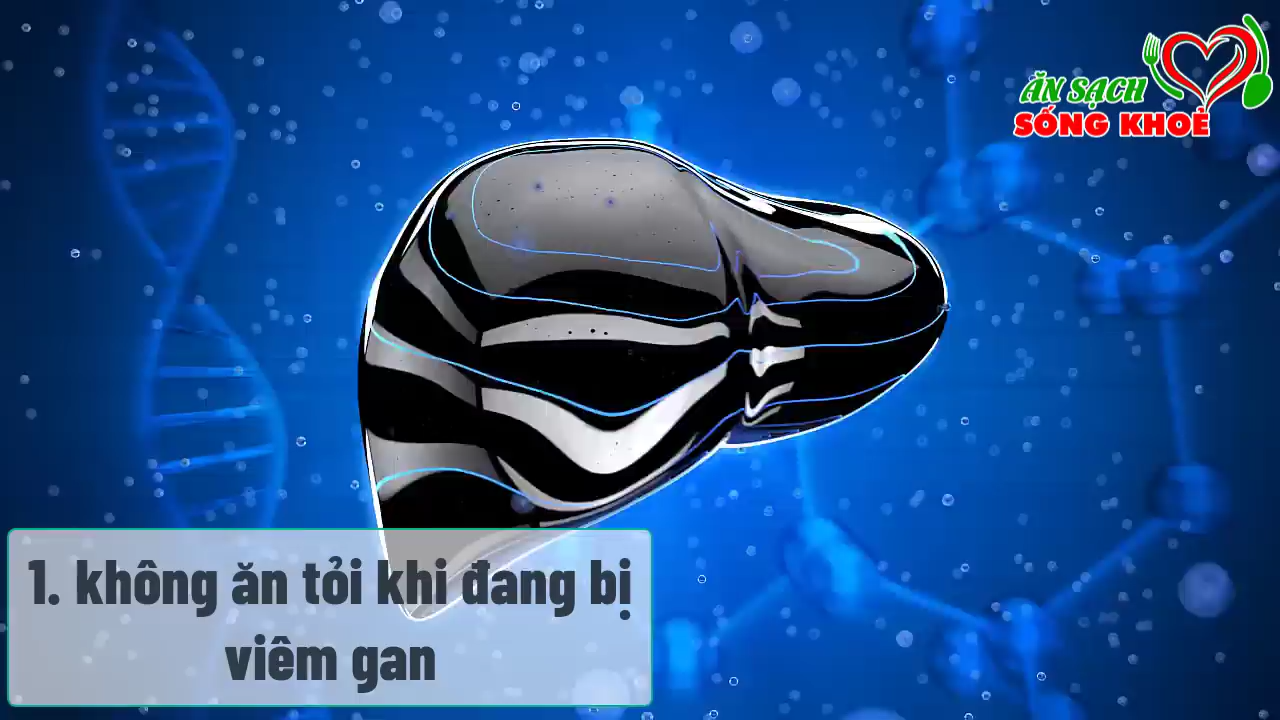 ĂN SẠCH
SỐNG KHOẺ
1. không ăn tỏi khi đang bị
viêm gan